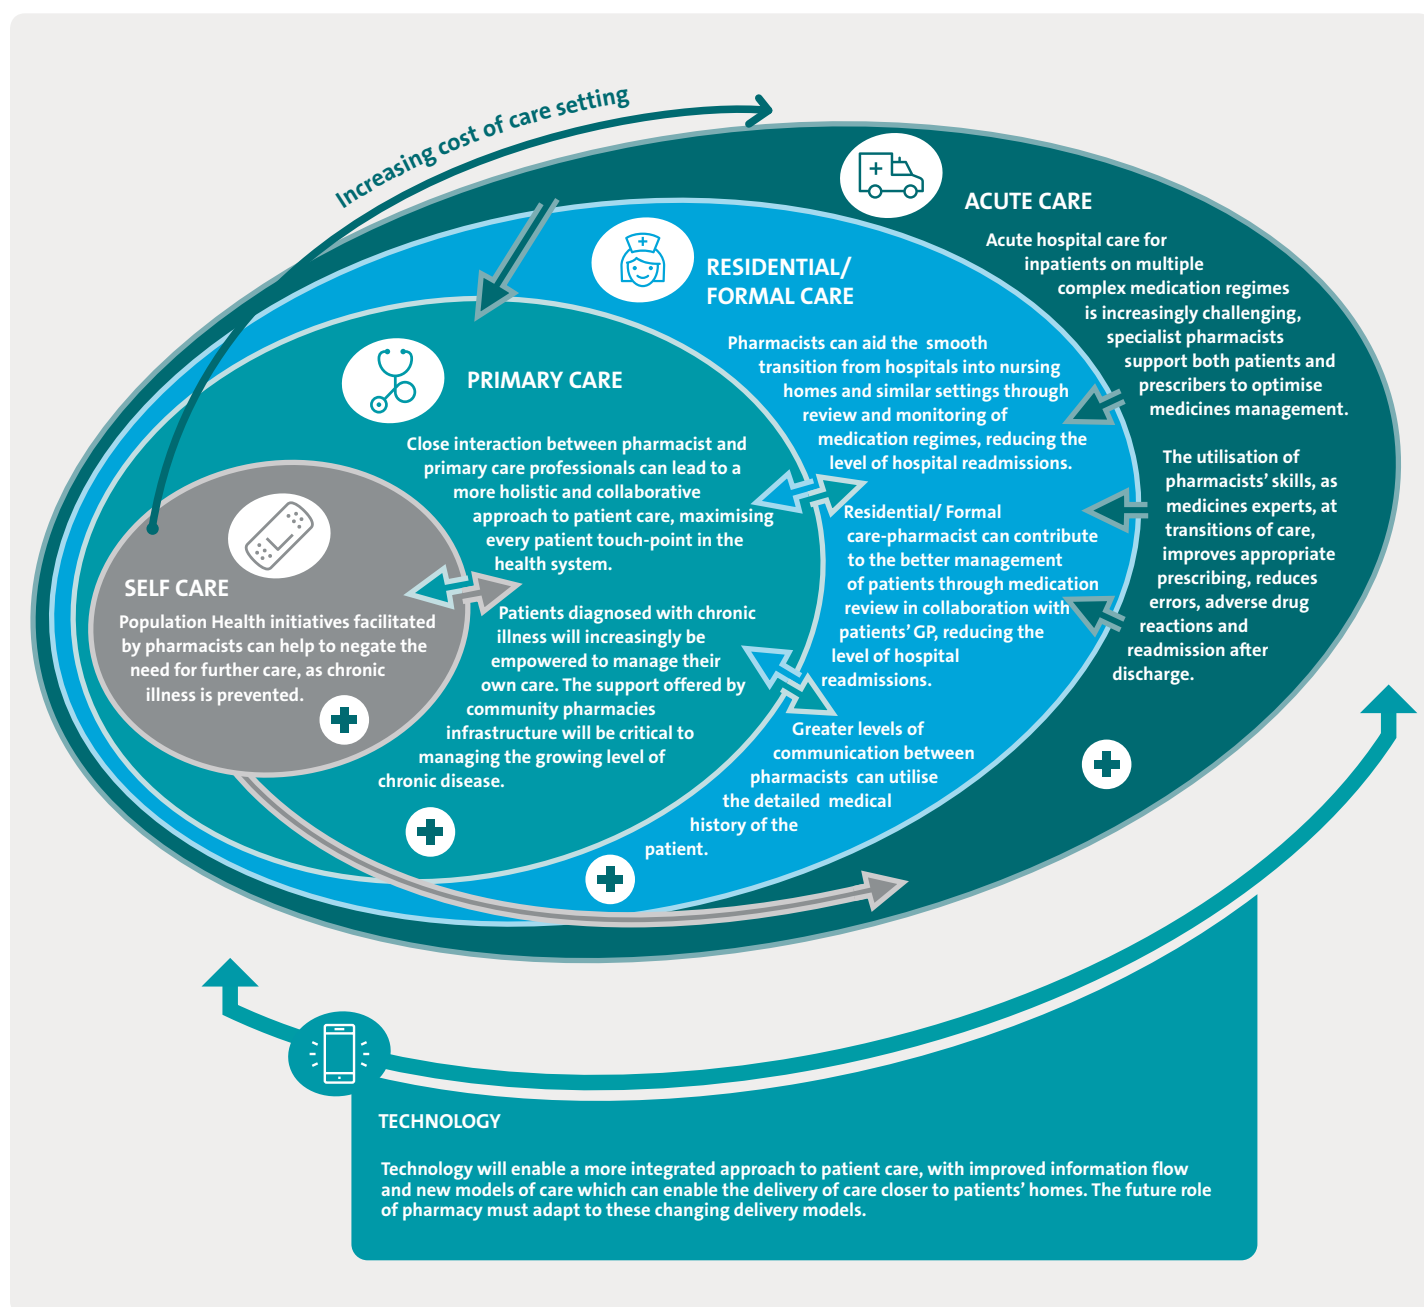 Increasing cost of care setting
ACUTE CARE
Acute hospital care for
inpatients on multiple
complex medication regimes
is increasingly challenging,
specialist pharmacists
support both patients and
prescribers to optimise
medicines management.
The utilisation of
pharmacists’ skills, as
medicines experts, at
transitions of care,
improves appropriate
prescribing, reduces
errors, adverse drug
reactions and
readmission after
discharge.
RESIDENTIAL/
FORMAL CARE
Pharmacists can aid the smooth
transition from hospitals into nursing
homes and similar settings through
review and monitoring of
medication regimes, reducing the
level of hospital readmissions.
Residential/ Formal
care-pharmacist can contribute
to the better management
of patients through medication
review in collaboration with
patients’ GP, reducing the
level of hospital
readmissions.
Greater levels of
communication between
pharmacists can utilise
the detailed medical
history of the
patient.
PRIMARY CARE
Close interaction between pharmacist and
primary care professionals can lead to a
more holistic and collaborative
approach to patient care, maximising
every patient touch-point in the
health system.
Patients diagnosed with chronic
illness will increasingly be
empowered to manage their
own care. The support offered by
community pharmacies
infrastructure will be critical to
managing the growing level of
chronic disease.
SELF CARE
Population Health initiatives facilitated
by pharmacists can help to negate the
need for further care, as chronic
illness is prevented.
TECHNOLOGY
Technology will enable a more integrated approach to patient care, with improved information flow
and new models of care which can enable the delivery of care closer to patients’ homes. The future role
of pharmacy must adapt to these changing delivery models.